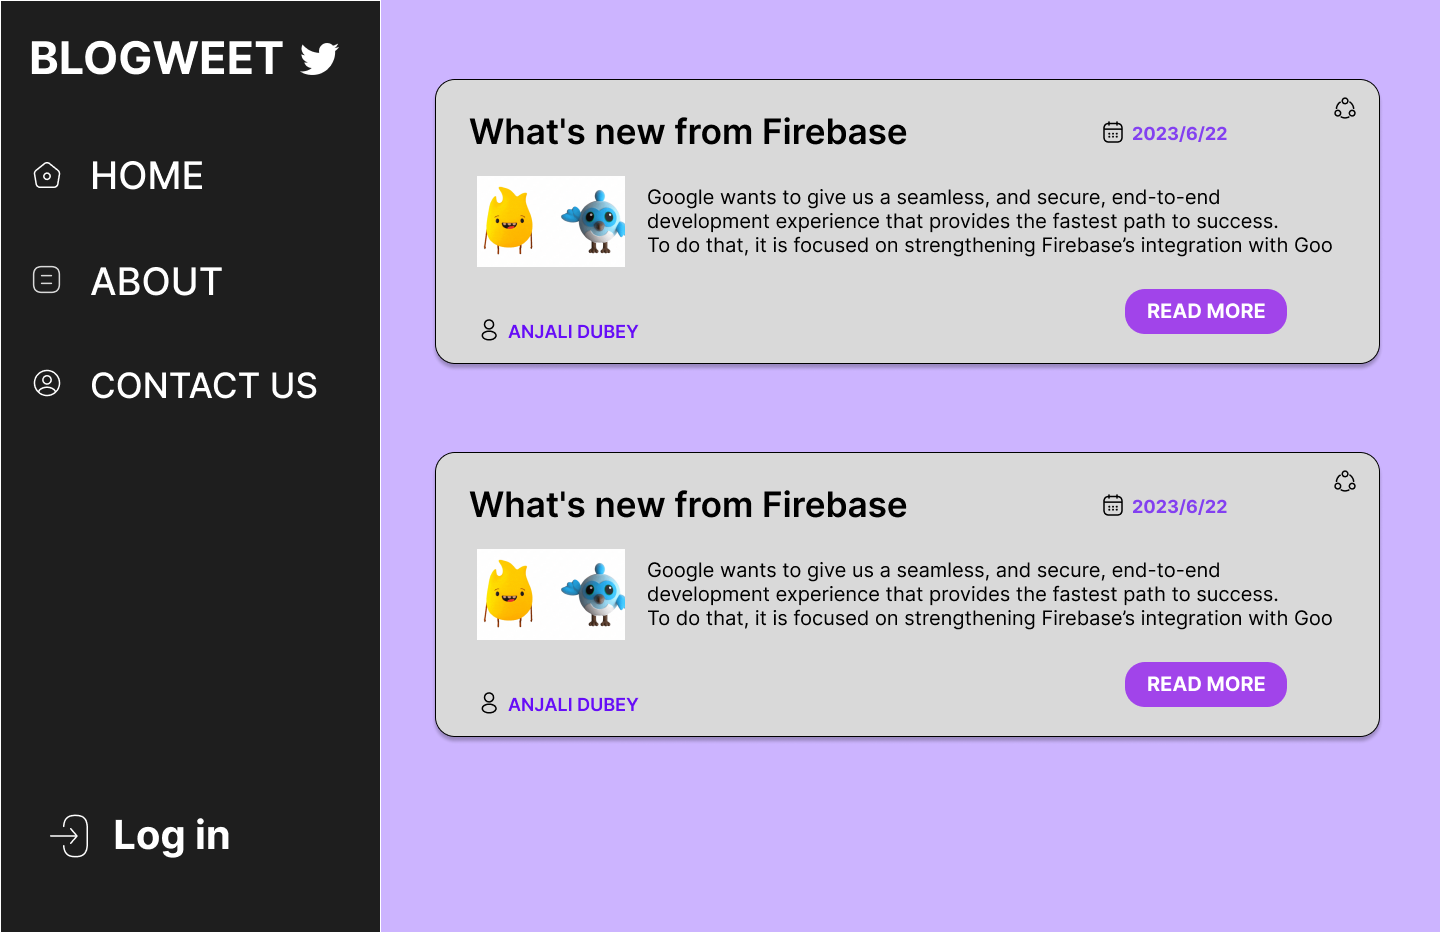 BLOGWEET
HOME
ABOUT
CONTACT US
Log in
What's new from Firebase
2023/6/22
Google wants to give us a seamless, and secure, end-to-end
development experience that provides the fastest path to success.
To do that, it is focused on strengthening Firebase’s integration with Goo
READ MORE
ANJALI DUBEY
What's new from Firebase
2023/6/22
Google wants to give us a seamless, and secure, end-to-end
development experience that provides the fastest path to success.
To do that, it is focused on strengthening Firebase’s integration with Goo
READ MORE
ANJALI DUBEY